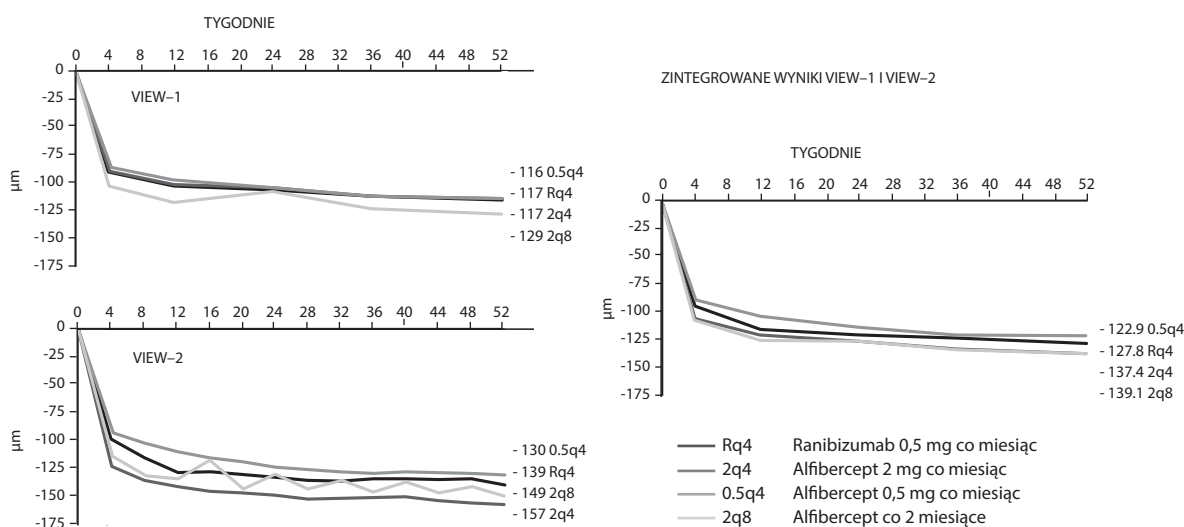 TYGODNIE
0 4 8 12 16 20 24 28 32 36 40 44 48 52
0
-25
-50
-75
-100
-125
-150
-175
µm
VIEW–1
- 116 0.5q4
- 117 Rq4
- 117 2q4
- 129 2q8
0 4 8 12 16 20 24 28 32 36 40 44 48 52
0
-25
-50
-75
-100
-125
-150
-175
µm
VIEW–2
- 130 0.5q4
- 139 Rq4
- 149 2q8
- 157 2q4
ZINTEGROWANE WYNIKI VIEW–1 I VIEW–2
TYGODNIE
0 4 8 12 16 20 24 28 32 36 40 44 48 52
0
-25
-50
-75
-100
-125
-150
-175
µm
- 122.9 0.5q4
- 127.8 Rq4
- 137.4 2q4
- 139.1 2q8
Rq4 Ranibizumab 0,5 mg co miesiąc
2q4 Alfibercept 2 mg co miesiąc
0.5q4 Alfibercept 0,5 mg co miesiąc
2q8 Alfibercept co 2 miesiące